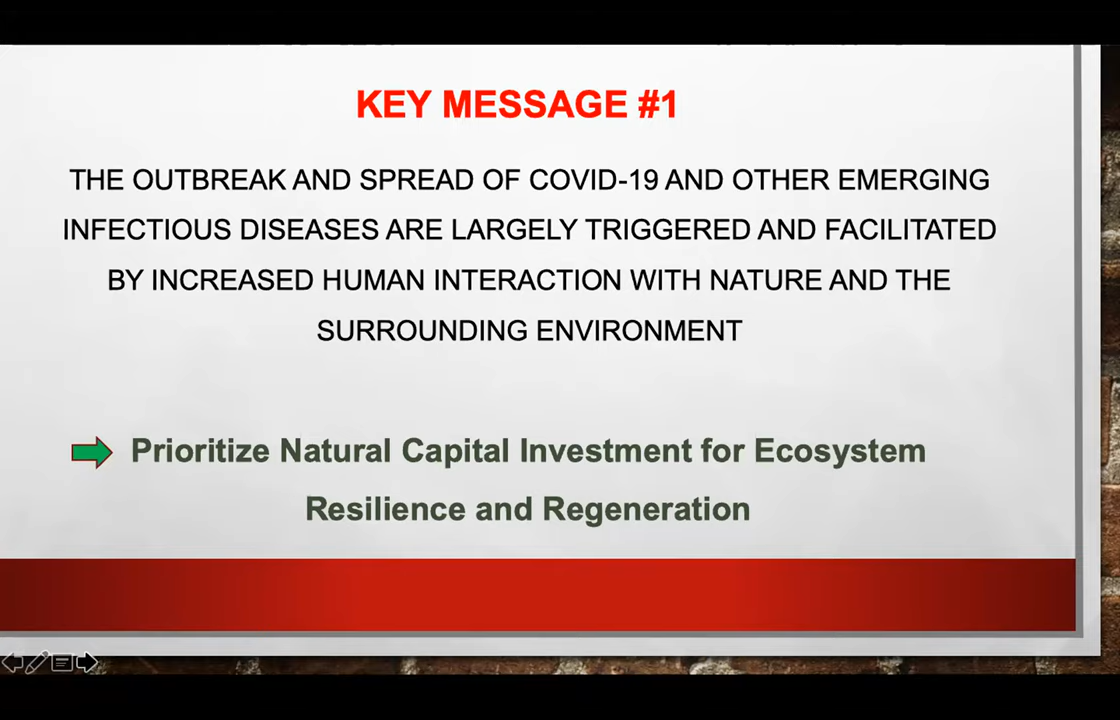 KEY MESSAGE #1
THE OUTBREAK AND SPREAD OF COVID-19 AND OTHER EMERGING
INFECTIOUS DISEASES ARE LARGELY TRIGGERED AND FACILITATED
BY INCREASED HUMAN INTERACTION WITH NATURE AND THE
SURROUNDING ENVIRONMENT
Prioritize Natural Capital Investment for Ecosystem
Resilience and Regeneration